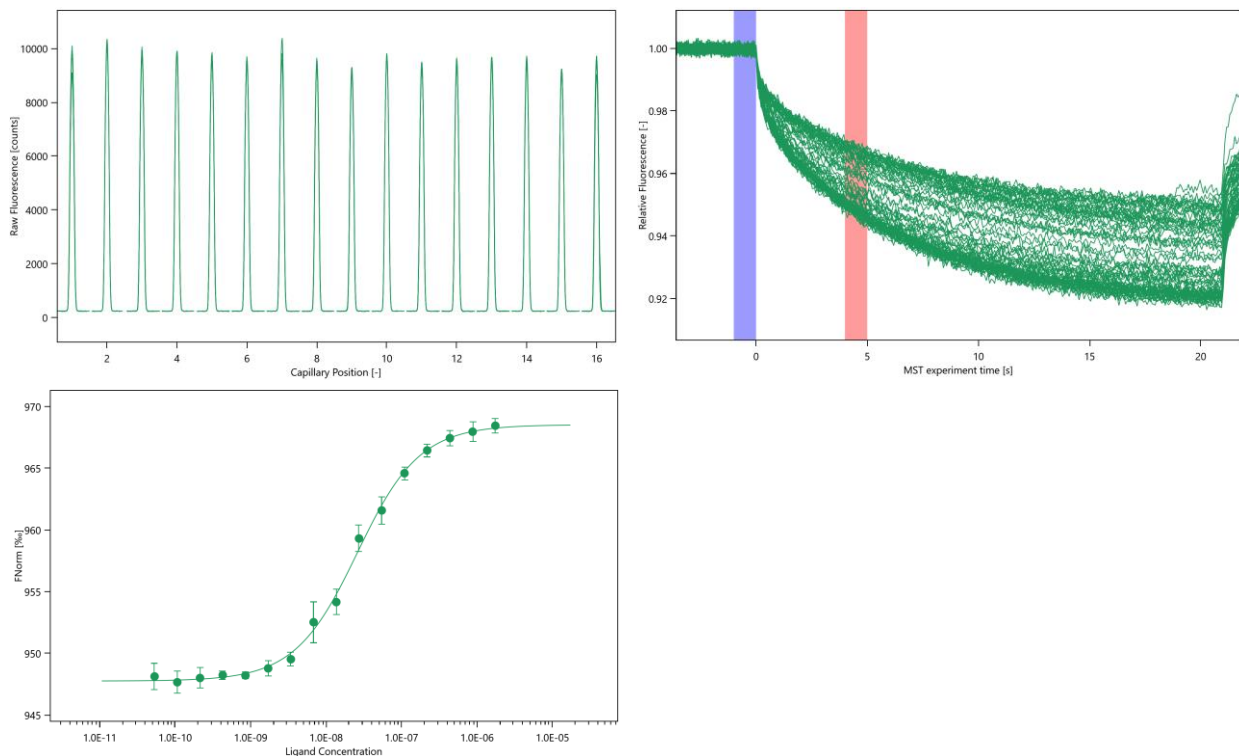 10000
8000
6000
4000
2000
0
Raw Fluorescence [counts]
2 4 6 8 10 12 14 16
Capillary Position [-]
1.00
0.98
0.96
0.94
0.92
Relative Fluorescence [-]
0 5 10 15 20
MST experiment time [s]
970
965
960
955
950
945
FNorm [‰]
1.0E-11 1.0E-10 1.0E-09 1.0E-08 1.0E-07 1.0E-06 1.0E-05
Ligand Concentration